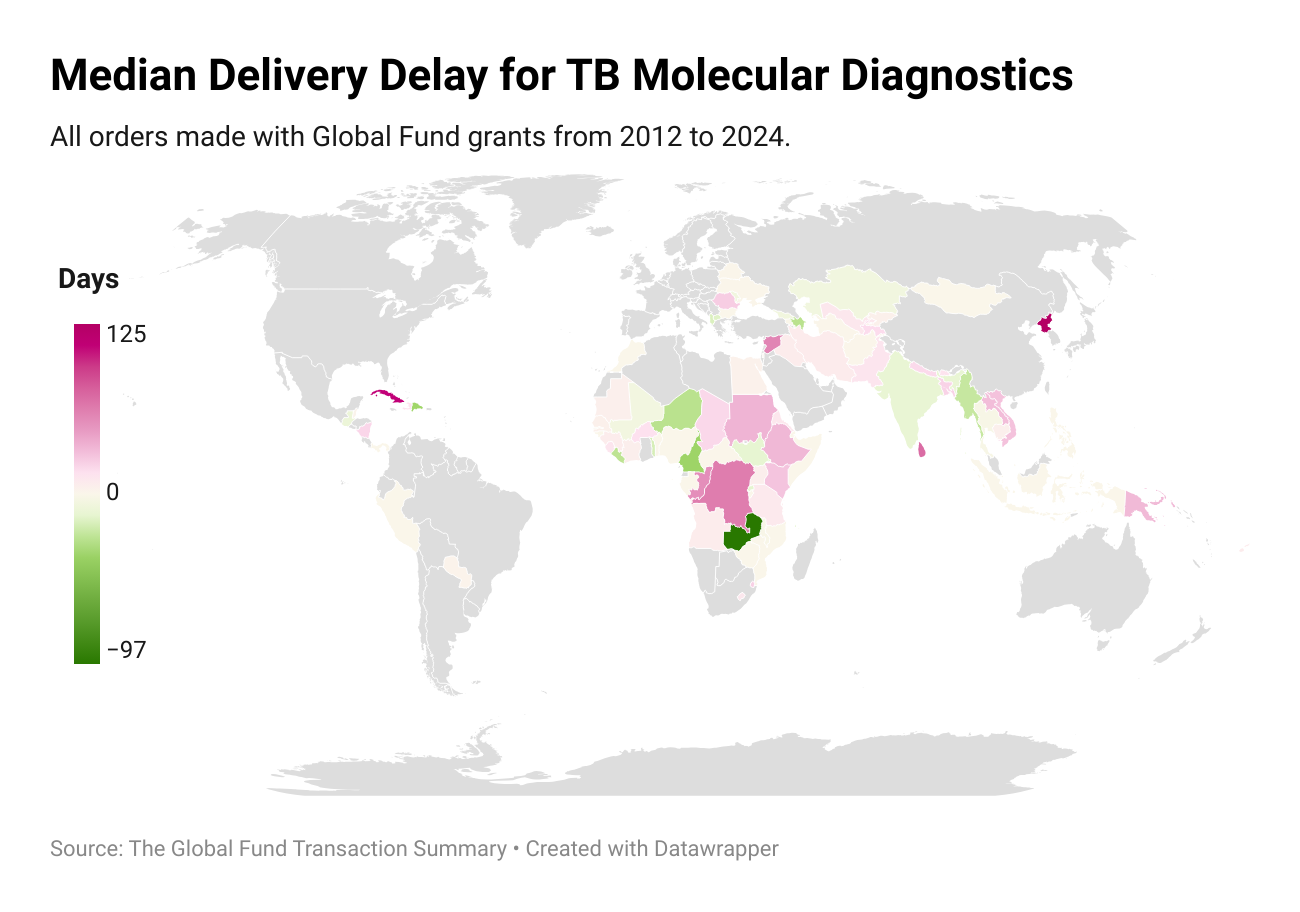 Median Delivery Delay for TB Molecular Diagnostics
All orders made with Global Fund grants from 2012 to 2024.
Days
125
0
−97
Source: The Global Fund Transaction Summary • Created with Datawrapper